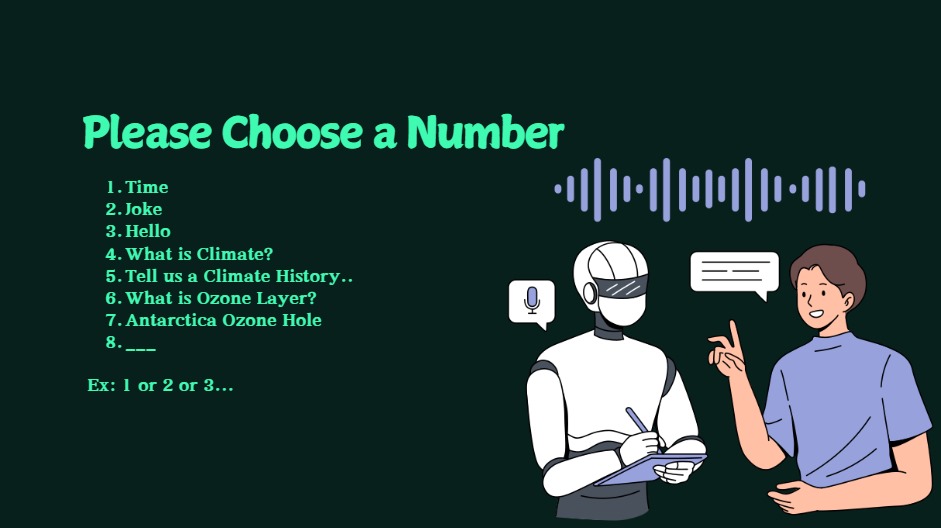 Please Choose a Number
1. Time
2. Joke
3. Hello
4. What is Climate?
5. Tell us a Climate History..
6. What is Ozone Layer?
7. Antarctica Ozone Hole
8. ___
Ex: 1 or 2 or 3...